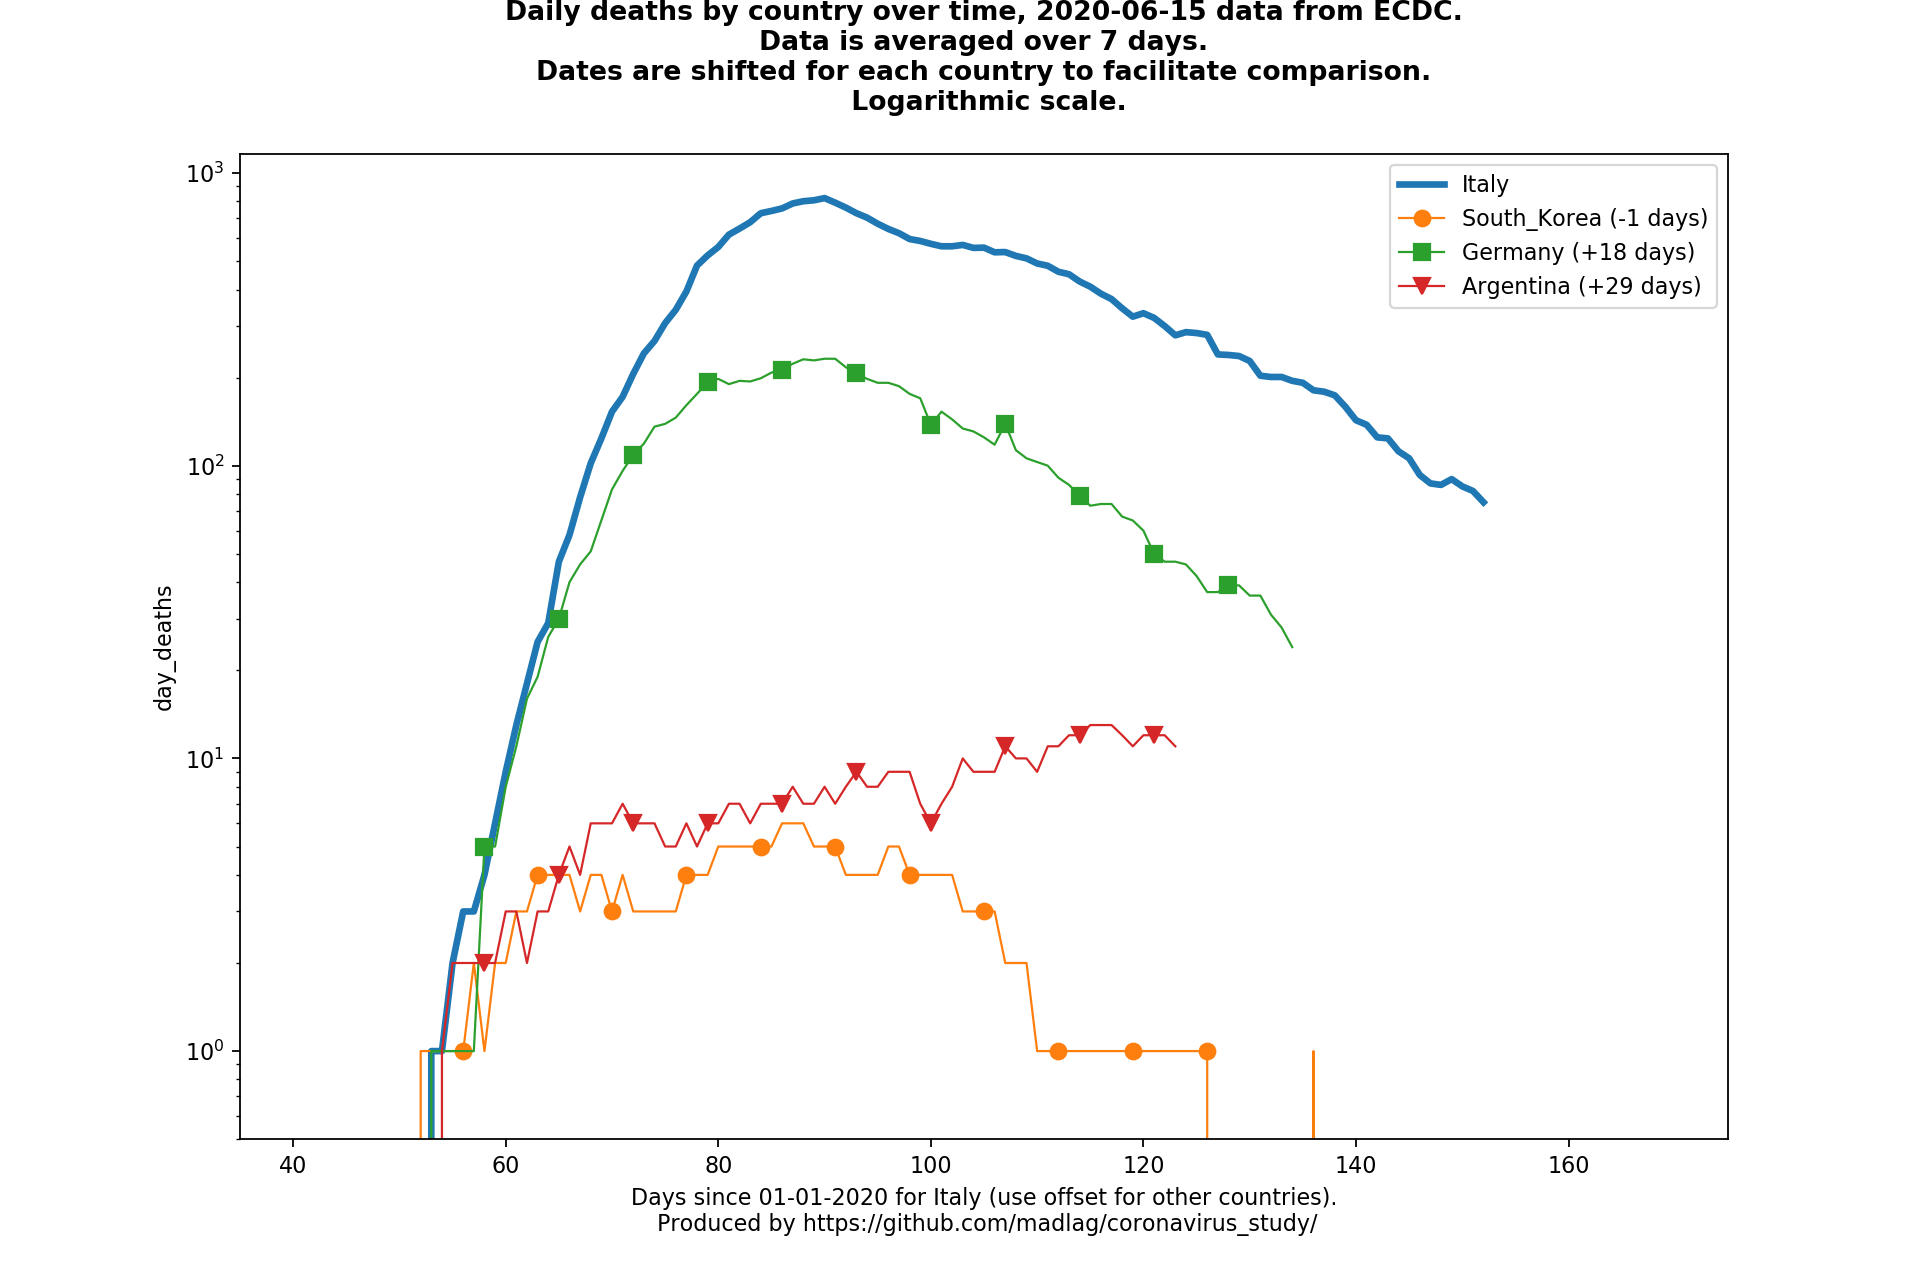 Daily deaths by country over time, 2020-06-15 data from ECDC.
Data is averaged over 7 days.
Dates are shifted for each country to facilitate comparison.
Logarithmic scale.
10³
10²
10¹
10⁰
day_deaths
Italy
South_Korea (-1 days)
Germany (+18 days)
Argentina (+29 days)
40 60 80 100 120 140 160
Days since 01-01-2020 for Italy (use offset for other countries).
Produced by https://github.com/madlag/coronavirus_study/